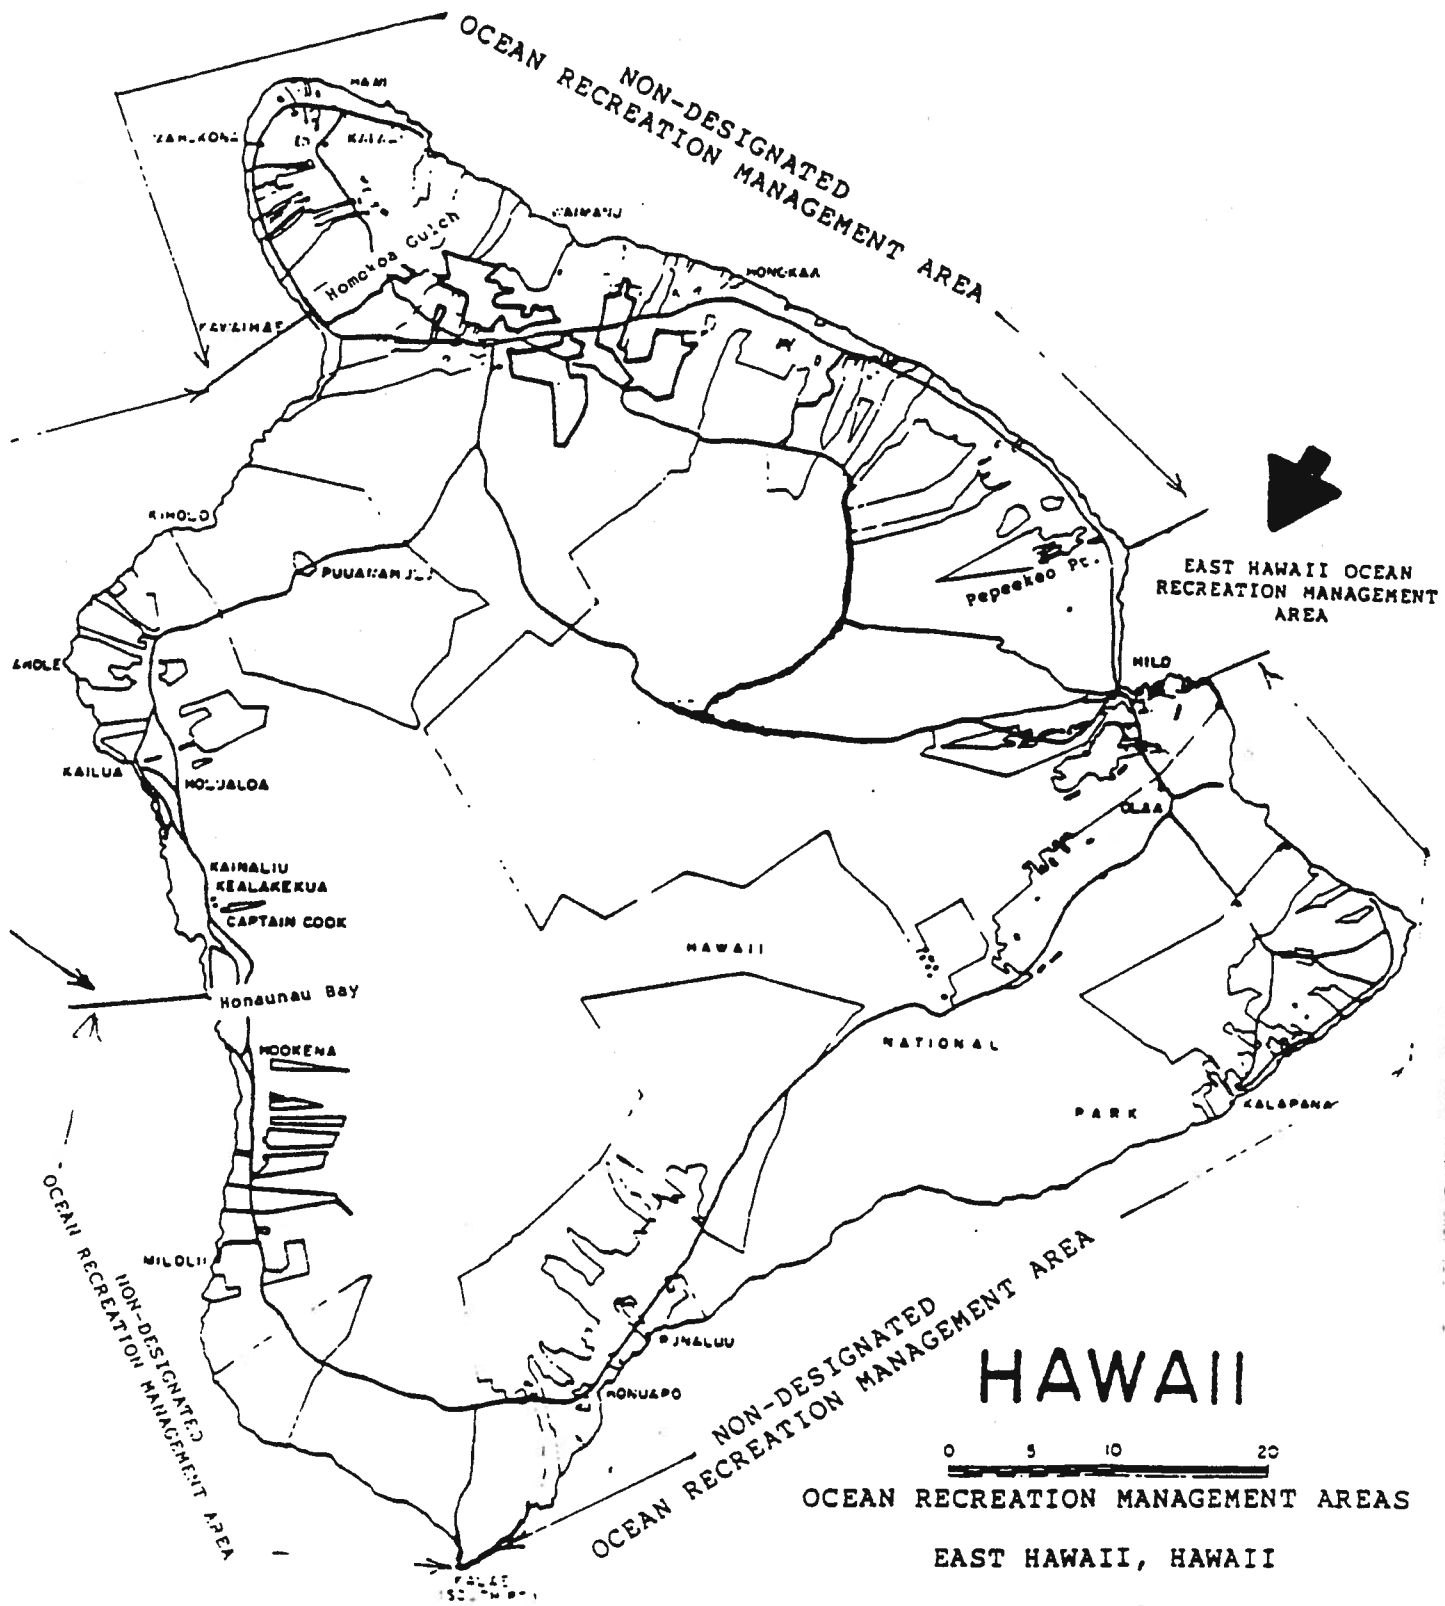 NON-DESIGNATED
OCEAN RECREATION MANAGEMENT AREA
HAWI
Homokoa Gulch
HONOKAA
KIHOLO
Pepeekeo Pt.
EAST HAWAII OCEAN
RECREATION MANAGEMENT
AREA
HILO
KAILUA
HOLUALOA
OLAA
KAINALIU
KEALAKEKUA
CAPTAIN COOK
HAWAII
Honaunau Bay
NATIONAL
HOOKENA
PARK
KALAPANA
MILOLII
NON-DESIGNATED
OCEAN RECREATION MANAGEMENT AREA
PUNALUU
HONUAPO
NON-DESIGNATED
OCEAN RECREATION MANAGEMENT AREA
HAWAII
0 5 10 20
OCEAN RECREATION MANAGEMENT AREAS
EAST HAWAII, HAWAII